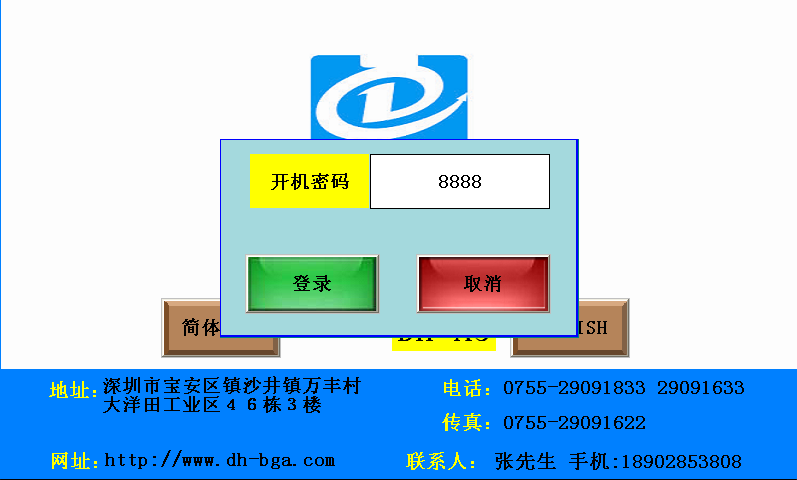 开机密码 8888
登录 取消
简体
ISH
地址: 深圳市宝安区镇沙井镇万丰村
大洋田工业区46栋3楼
电话: 0755-29091833 29091633
传真: 0755-29091622
网址: http://www.dh-bga.com
联系人: 张先生 手机:18902853808